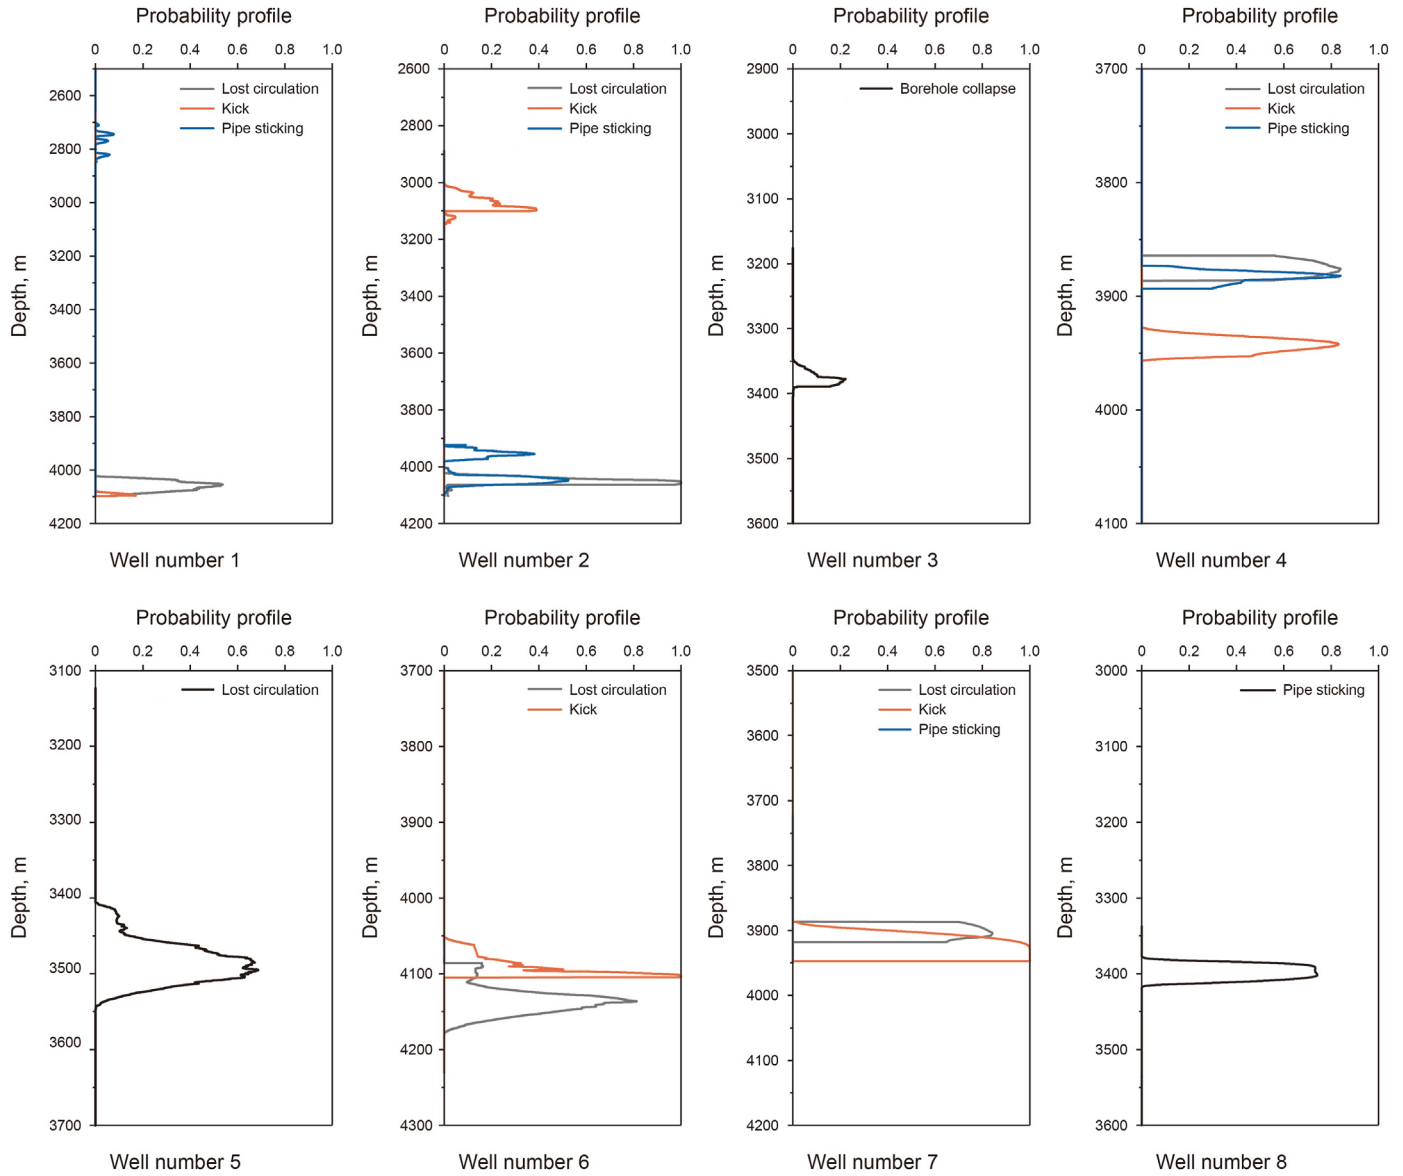 Probability profile
0 0.2 0.4 0.6 0.8 1.0
Lost circulation
Kick
Pipe sticking
2600
2800
3000
3200
3400
3600
2800
4000
4200
Depth, m
Well number 1
Probability profile
0 0.2 0.4 0.6 0.8 1.0
Lost circulation
Kick
Pipe sticking
2600
2800
3000
3200
3400
3600
3800
4000
4200
Depth, m
Well number 2
Probability profile
0 0.2 0.4 0.6 0.8 1.0
Borehole collapse
2900
3000
3100
3200
3300
3400
3500
3600
Depth, m
Well number 3
Probability profile
0 0.2 0.4 0.6 0.8 1.0
Lost circulation
Kick
Pipe sticking
3700
3800
3900
4000
4100
Depth, m
Well number 4
Probability profile
0 0.2 0.4 0.6 0.8 1.0
Lost circulation
3100
3200
3300
3400
3500
3600
3700
Depth, m
Well number 5
Probability profile
0 0.2 0.4 0.6 0.8 1.0
Lost circulation
Kick
3700
3800
3900
4000
4100
4200
4300
Depth, m
Well number 6
Probability profile
0 0.2 0.4 0.6 0.8 1.0
Lost circulation
Kick
Pipe sticking
3500
3600
3700
3800
3900
4000
4100
4200
Depth, m
Well number 7
Probability profile
0 0.2 0.4 0.6 0.8 1.0
Pipe sticking
3000
3100
3200
3300
3400
3500
3600
Depth, m
Well number 8